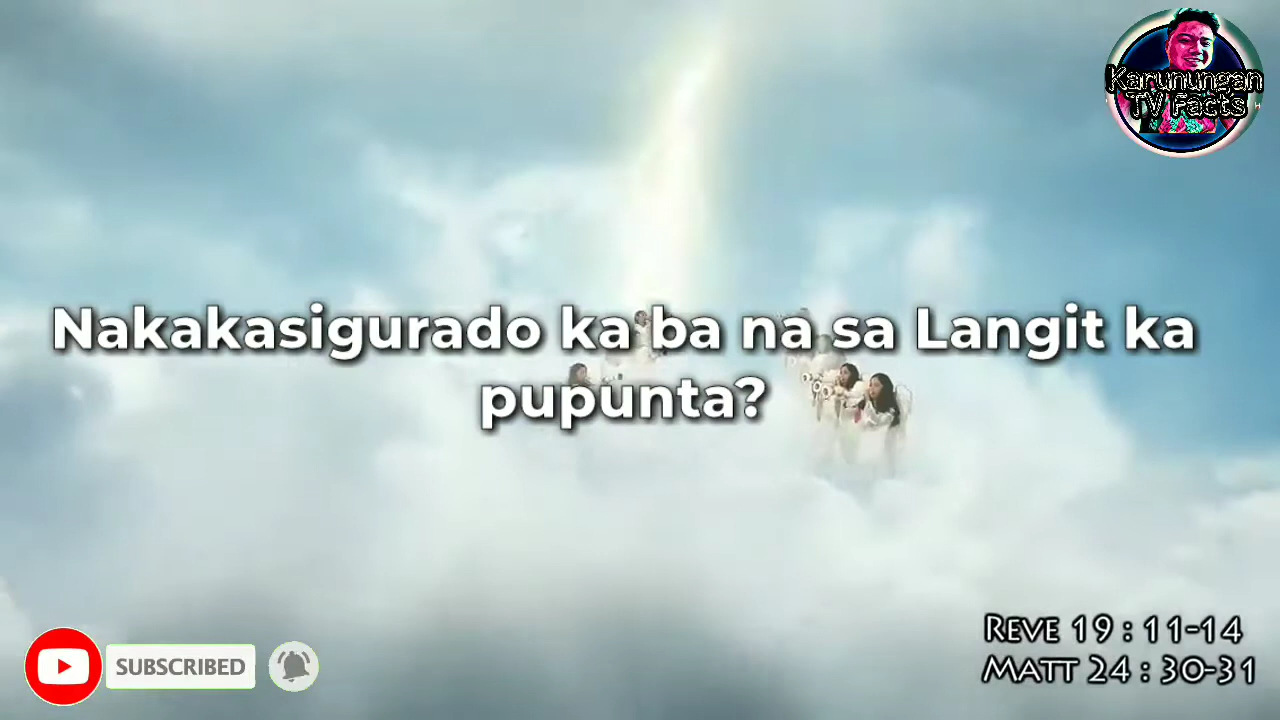 Karunungan
TV Facts
Nakakasigurado ka ba na sa Langit ka
pupunta?
REVE 19 : 11-14
MATT 24 : 30-31
SUBSCRIBED